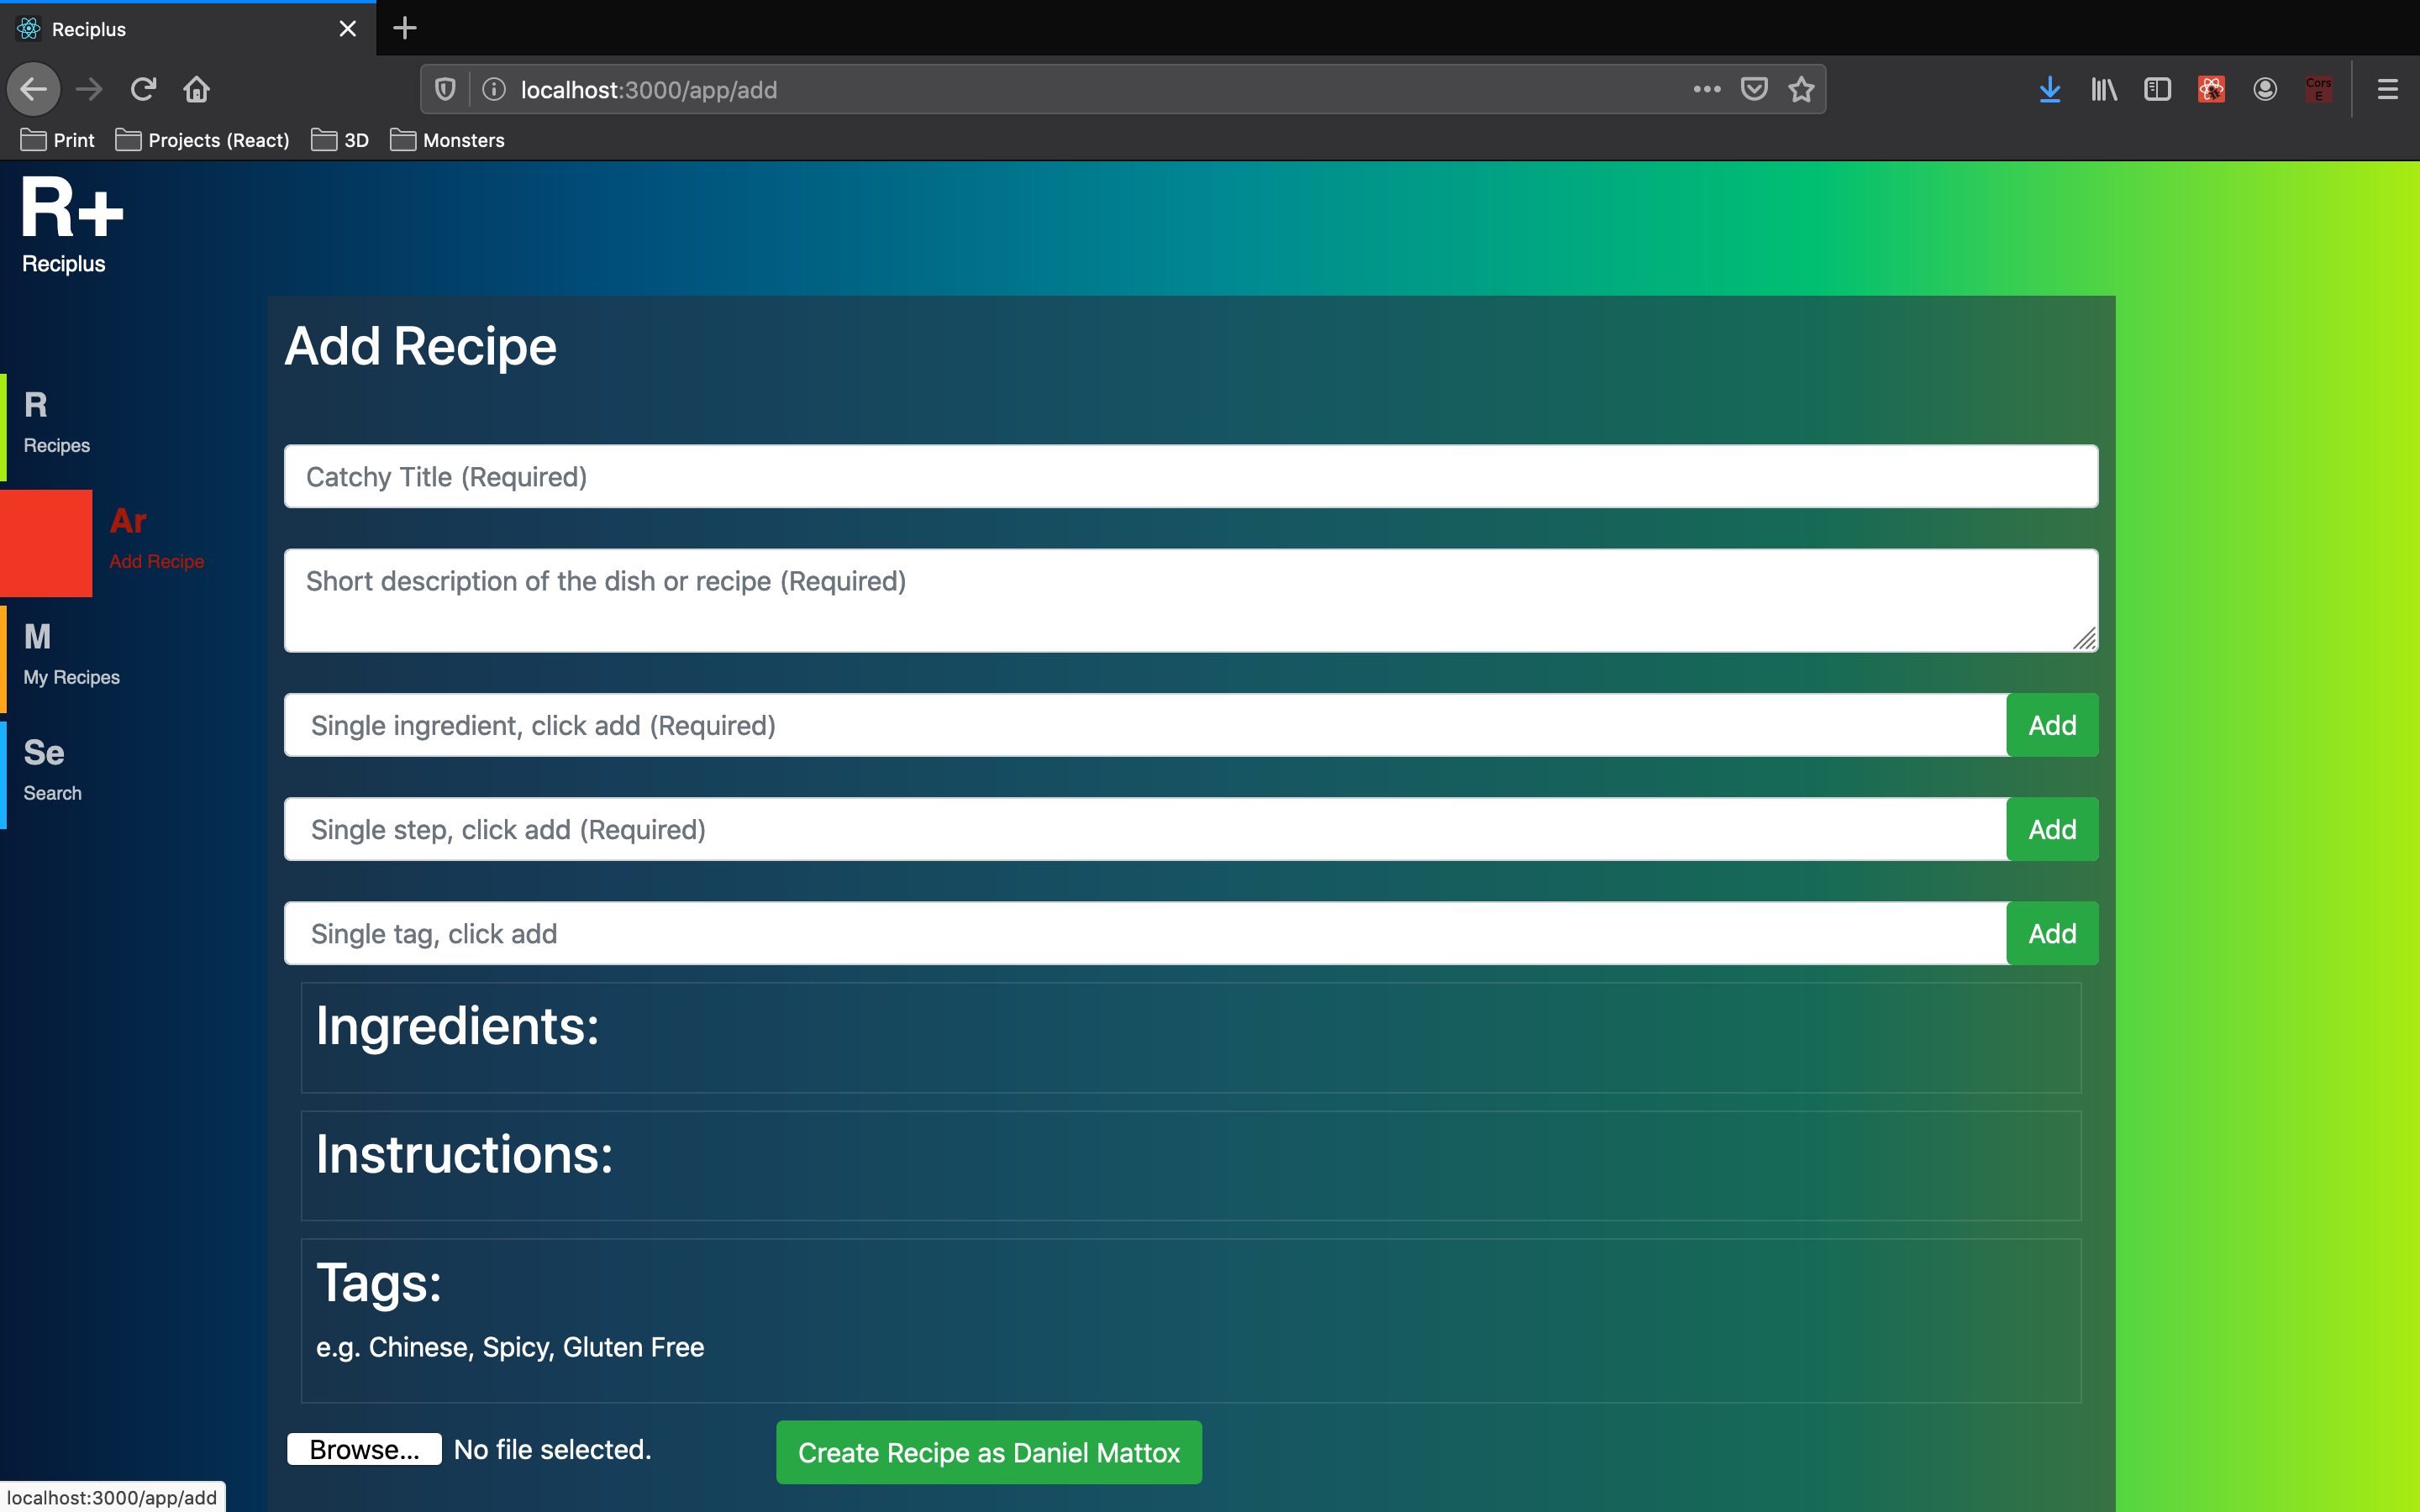 Reciplus
localhost:3000/app/add
Cors
E
Print
Projects (React)
3D
Monsters
R+
Reciplus
Add Recipe
R
Recipes
Ar
Add Recipe
M
My Recipes
Se
Search
Catchy Title (Required)
Short description of the dish or recipe (Required)
Single ingredient, click add (Required)
Add
Single step, click add (Required)
Add
Single tag, click add
Add
Ingredients:
Instructions:
Tags:
e.g. Chinese, Spicy, Gluten Free
Browse...
No file selected.
Create Recipe as Daniel Mattox
localhost:3000/app/add